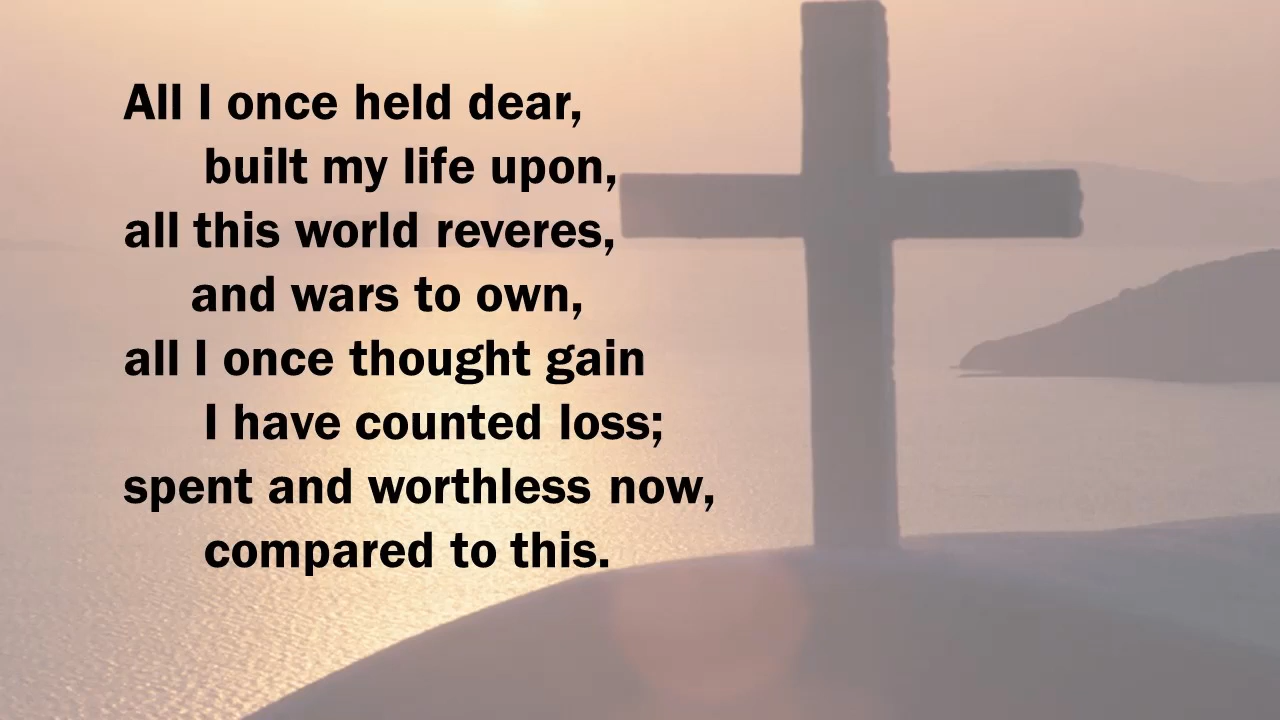 All I once held dear,
built my life upon,
all this world reveres,
and wars to own,
all I once thought gain
I have counted loss;
spent and worthless now,
compared to this.